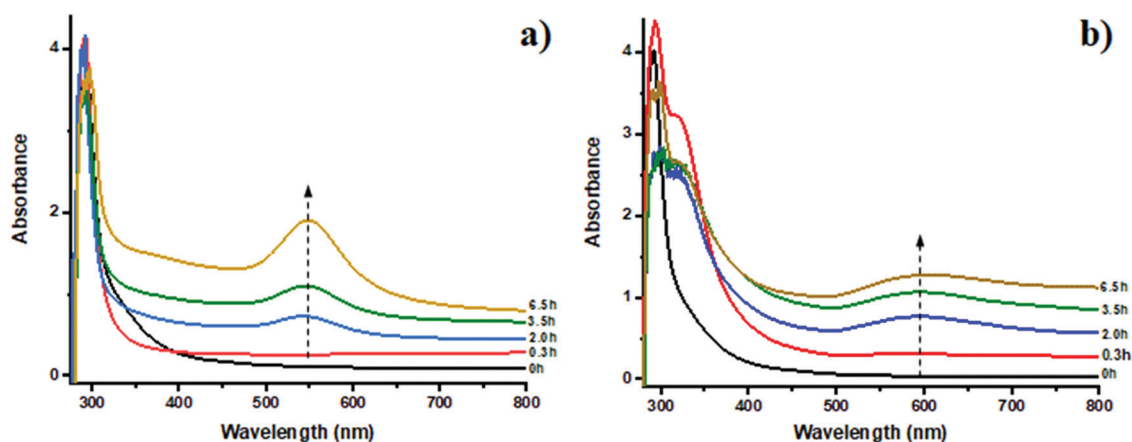 a)
Absorbance
4
2
0
6.5h
3.5h
2.0h
0.3h
0h
300 400 500 600 700 800
Wavelength (nm)
b)
Absorbance
4
3
2
1
0
6.5h
3.5h
2.0h
0.3h
0h
300 400 500 600 700 800
Wavelength (nm)